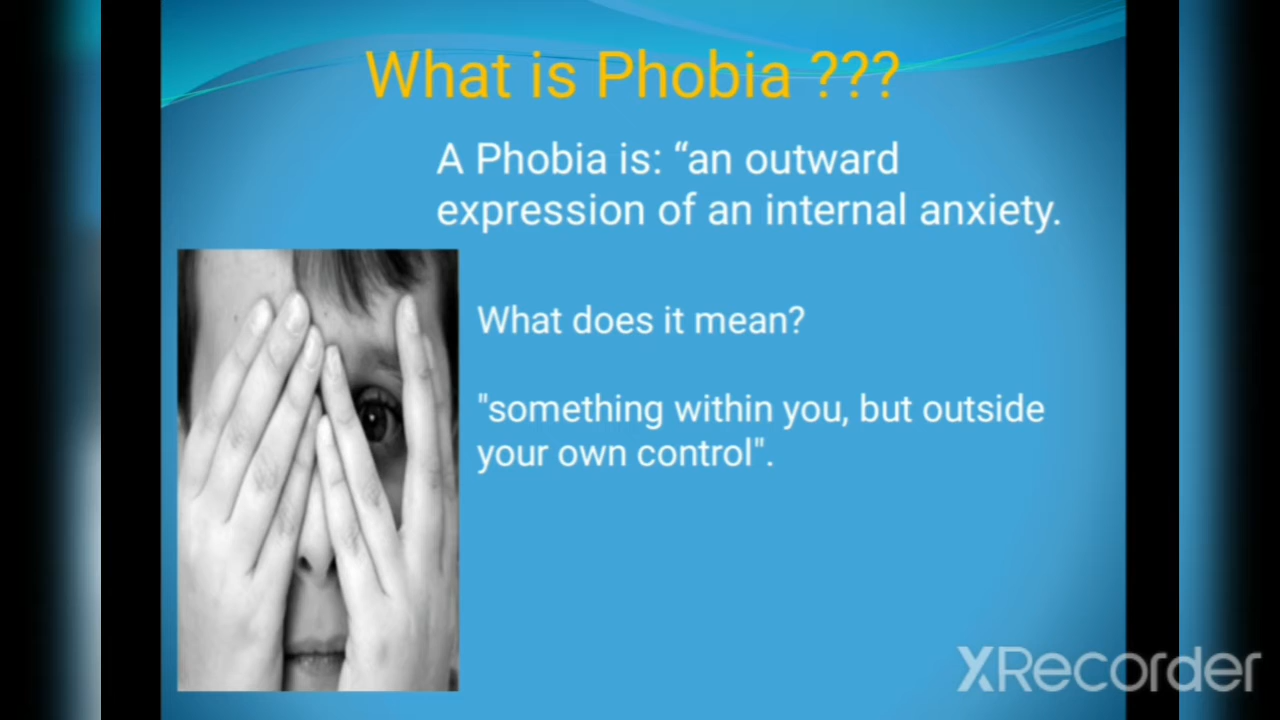 What is Phobia ???
A Phobia is: “an outward
expression of an internal anxiety.
What does it mean?
"something within you, but outside
your own control".
XRecorder